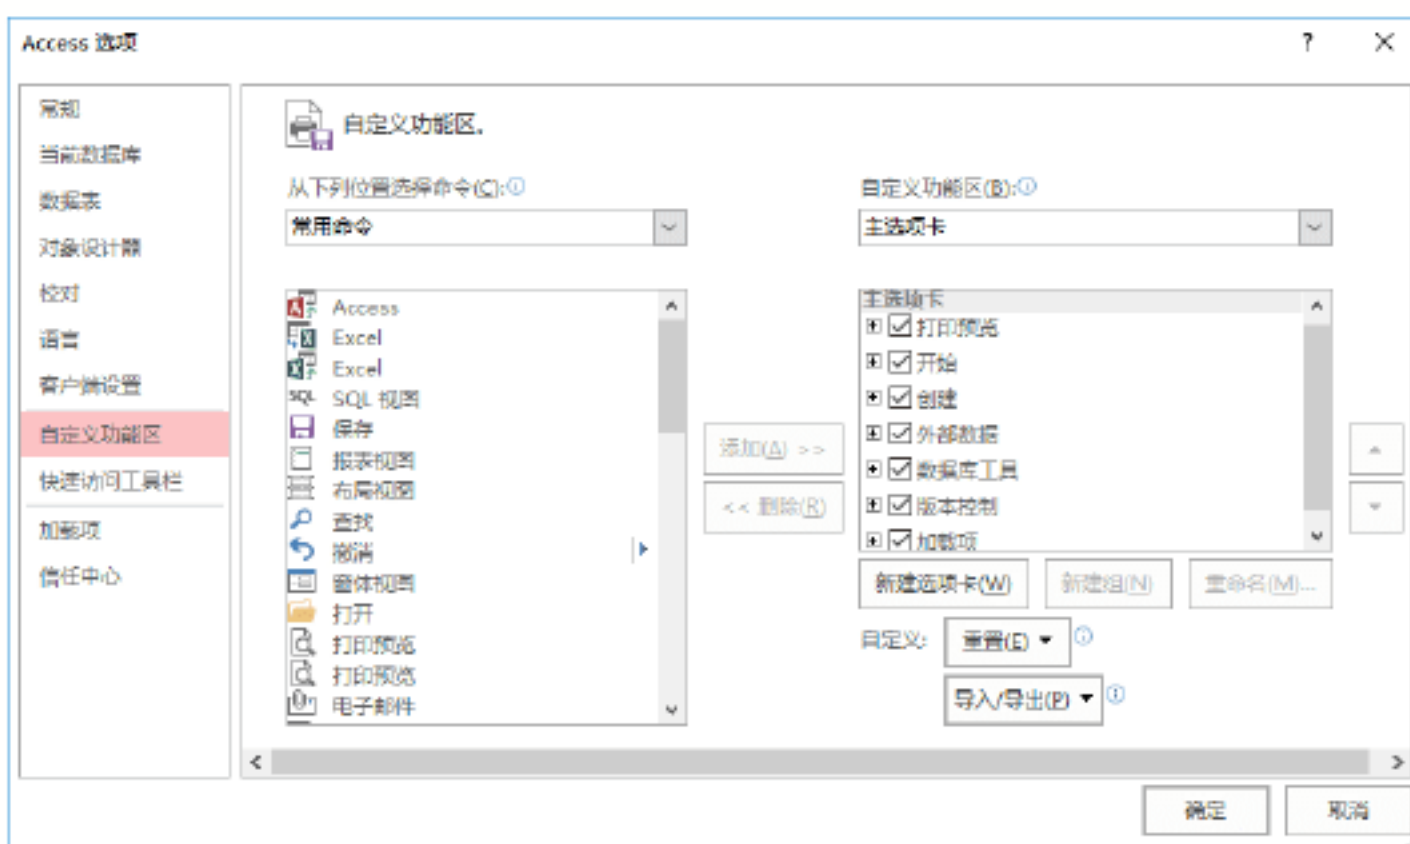 Access 选项
?
常规
当前数据库
数据表
对象设计器
校对
语言
客户端设置
自定义功能区
快速访问工具栏
加载项
信任中心
自定义功能区。
从下列位置选择命令(C):
常用命令
Access
Excel
Excel
SQL SQL 视图
保存
报表视图
布局视图
查找
撤消
窗体视图
打开
打印预览
打印预览
电子邮件
添加(A) >>
<< 删除(R)
自定义功能区(B):
主选项卡
主选项卡
打印预览
开始
创建
外部数据
数据库工具
版本控制
加载项
新建选项卡(W)
新建组(N)
重命名(M)...
自定义:
重置(E)
导入/导出(P)
确定
取消